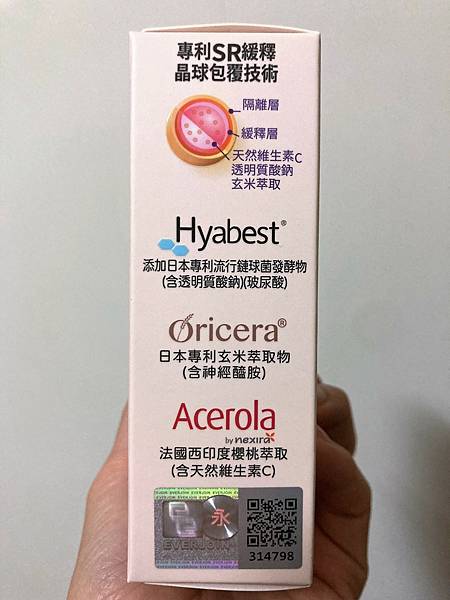 專利SR緩釋
晶球包覆技術
隔離層
緩釋層
天然維生素C
透明質酸鈉
玄米萃取
Hyabest®
添加日本專利流行鏈球菌發酵物
(含透明質酸鈉)(玻尿酸)
Oricera®
日本專利玄米萃取物
(含神經醯胺)
Acerola
by nexira
法國西印度櫻桃萃取
(含天然維生素C)
永
EVERJOIN
314798